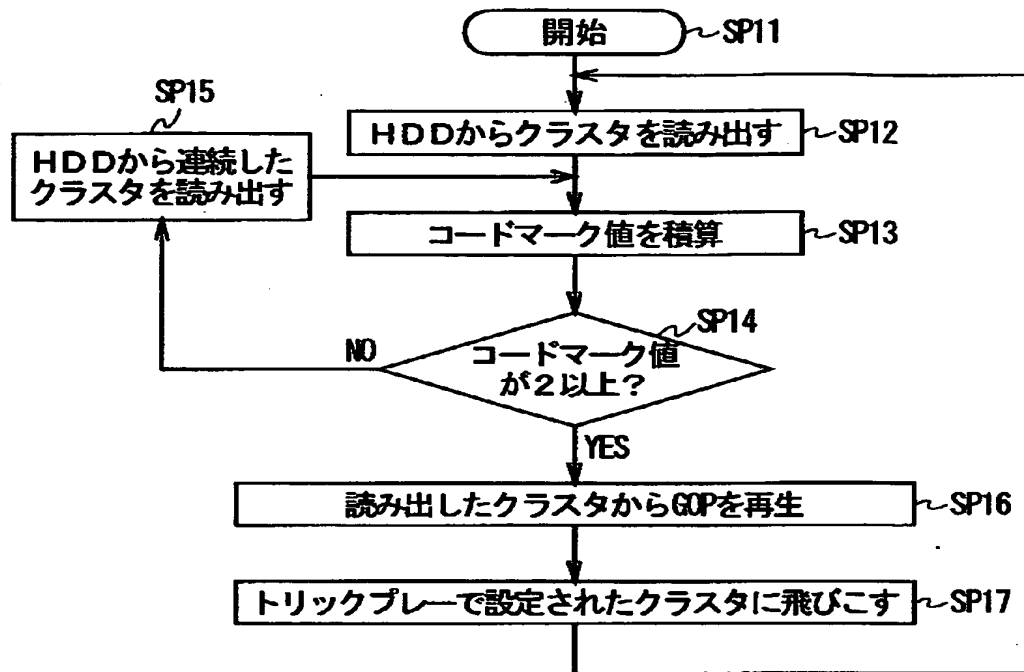 開始
SP11
SP15
HDDからクラスタを読み出す
SP12
HDDから連続した
クラスタを読み出す
コードマーク値を積算
SP13
SP14
NO
コードマーク値
が2以上?
YES
読み出したクラスタからGOPを再生
SP16
トリックプレーで設定されたクラスタに飛びこす
SP17